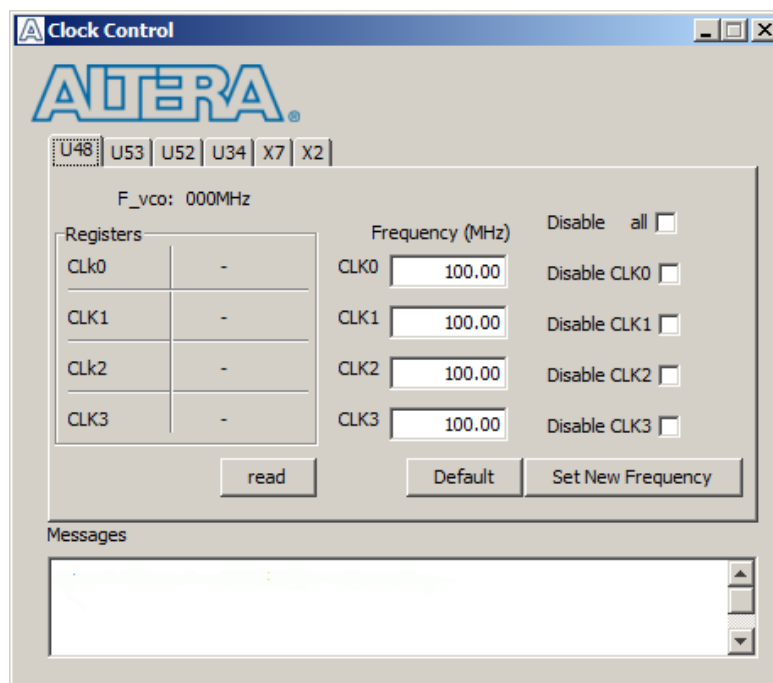 Clock Control
ALTERA®
U48 U53 U52 U34 X7 X2
F_vco: 000MHz
Registers
CLk0 -
CLK1 -
CLk2 -
CLK3 -
Frequency (MHz)
CLK0 100.00
CLK1 100.00
CLK2 100.00
CLK3 100.00
Disable all
Disable CLK0
Disable CLK1
Disable CLK2
Disable CLK3
read
Default
Set New Frequency
Messages